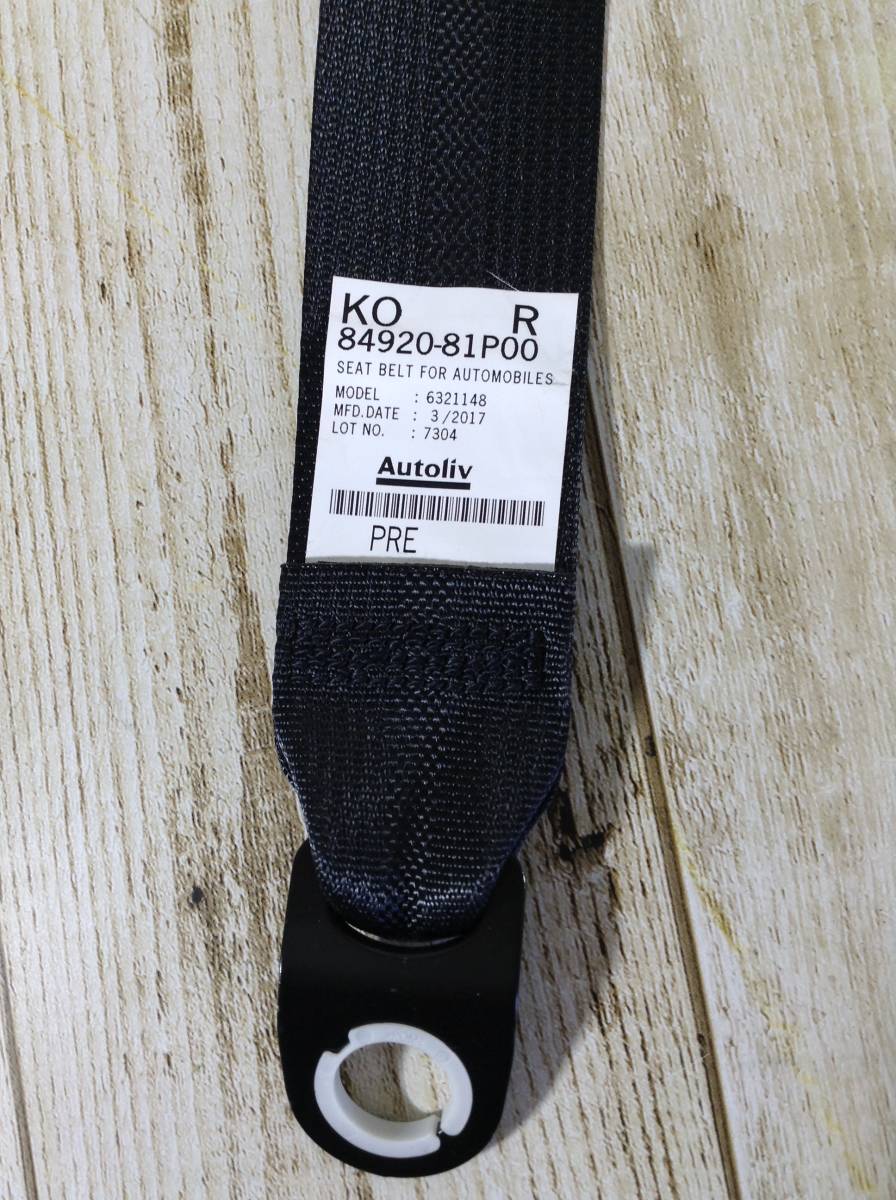 KO R
84920-81P00
SEAT BELT FOR AUTOMOBILES
MODEL : 6321148
MFD.DATE : 3/2017
LOT NO. : 7304
Autoliv
PRE